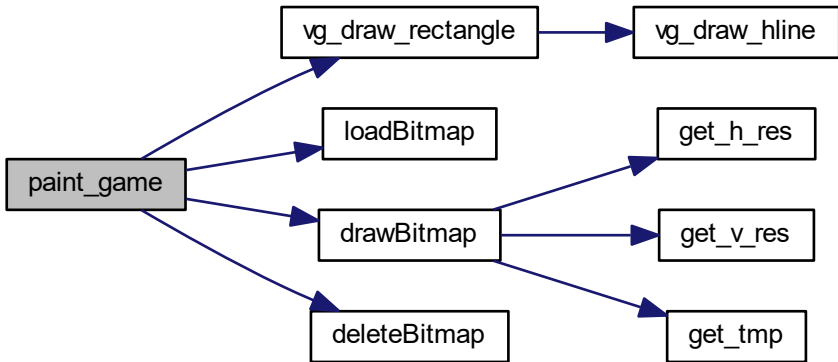 vg_draw_rectangle
vg_draw_hline
loadBitmap
get_h_res
paint_game
drawBitmap
get_v_res
deleteBitmap
get_tmp